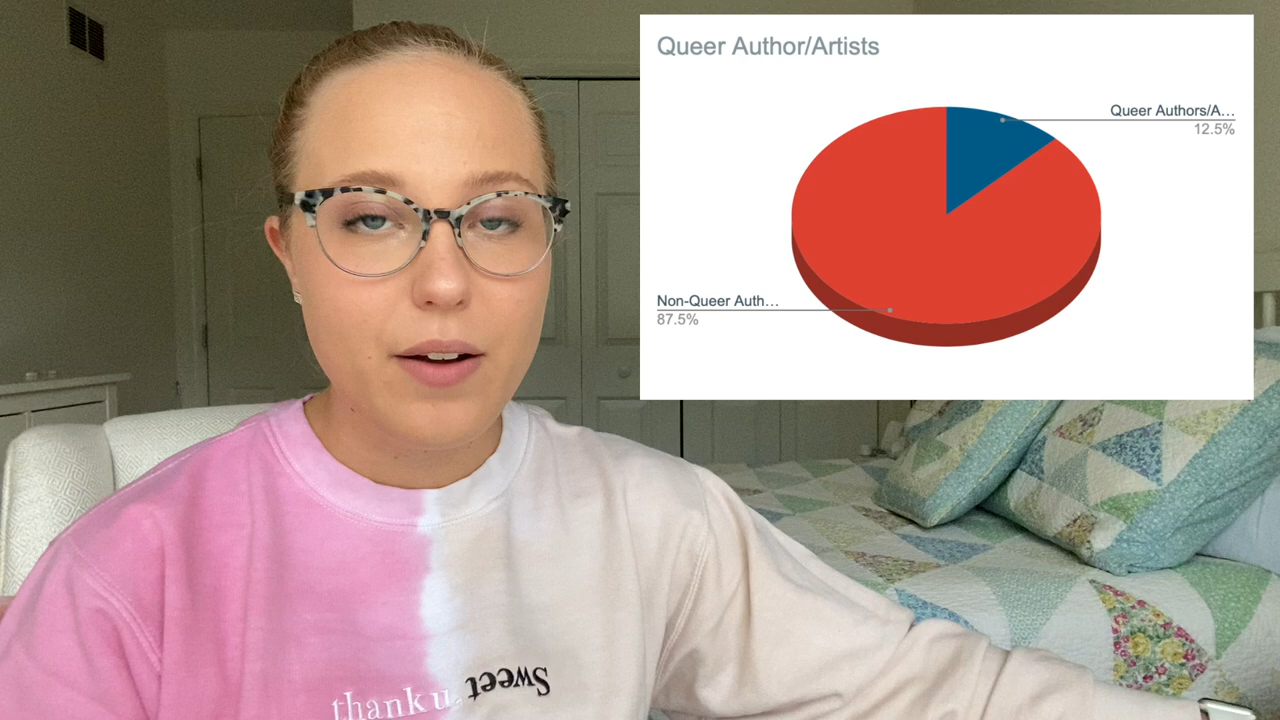 Queer Author/Artists
Queer Authors/A...
12.5%
Non-Queer Auth...
87.5%
thank u,
Sweet